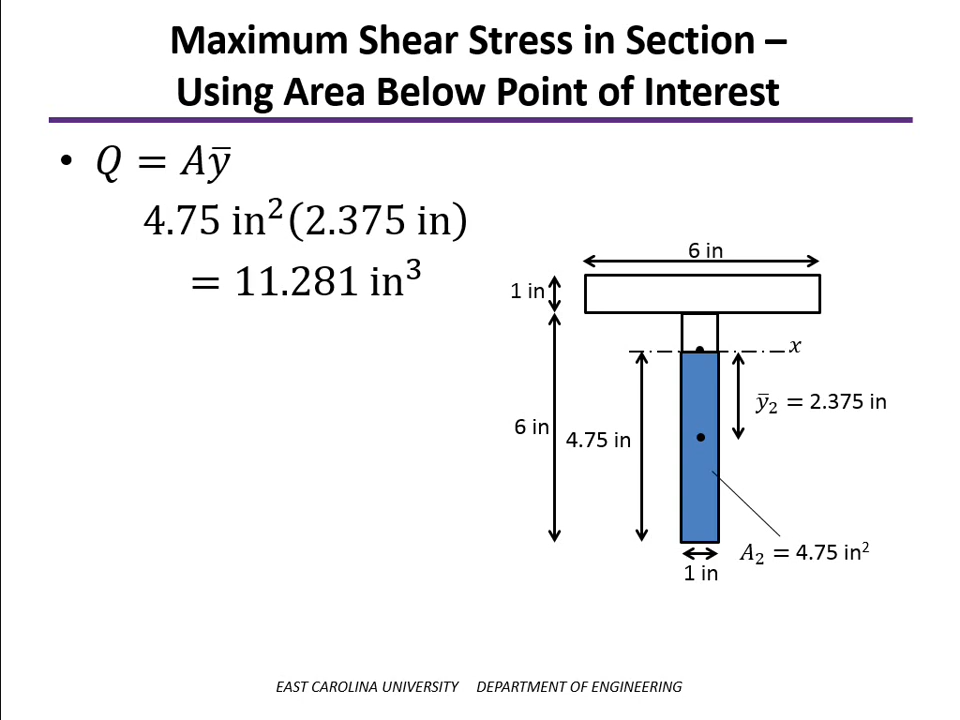 Maximum Shear Stress in Section –
Using Area Below Point of Interest
• Q = Aȳ
4.75 in²(2.375 in)
= 11.281 in³
6 in
1 in
x
ȳ₂ = 2.375 in
6 in
4.75 in
A₂ = 4.75 in²
1 in
EAST CAROLINA UNIVERSITY DEPARTMENT OF ENGINEERING